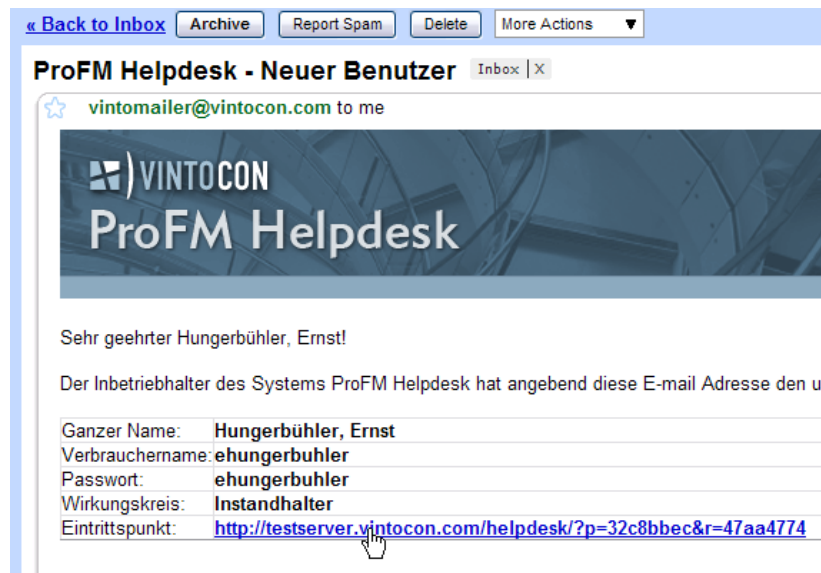 « Back to Inbox Archive Report Spam Delete More Actions
ProFM Helpdesk - Neuer Benutzer Inbox X
vintomailer@vintocon.com to me
VINTOCON
ProFM Helpdesk
Sehr geehrter Hungerbühler, Ernst!
Der Inbetriebhalter des Systems ProFM Helpdesk hat angebend diese E-mail Adresse den u
Ganzer Name: Hungerbühler, Ernst
Verbrauchername: ehungerbuhler
Passwort: ehungerbuhler
Wirkungskreis: Instandhalter
Eintrittspunkt: http://testserver.vintocon.com/helpdesk/?p=32c8bbec&r=47aa4774